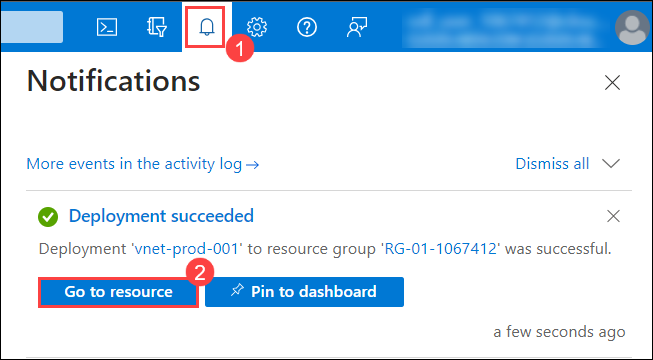 1
Notifications
More events in the activity log →
Dismiss all
Deployment succeeded
Deployment 'vnet-prod-001' to resource group 'RG-01-1067412' was successful.
2
Go to resource
Pin to dashboard
a few seconds ago